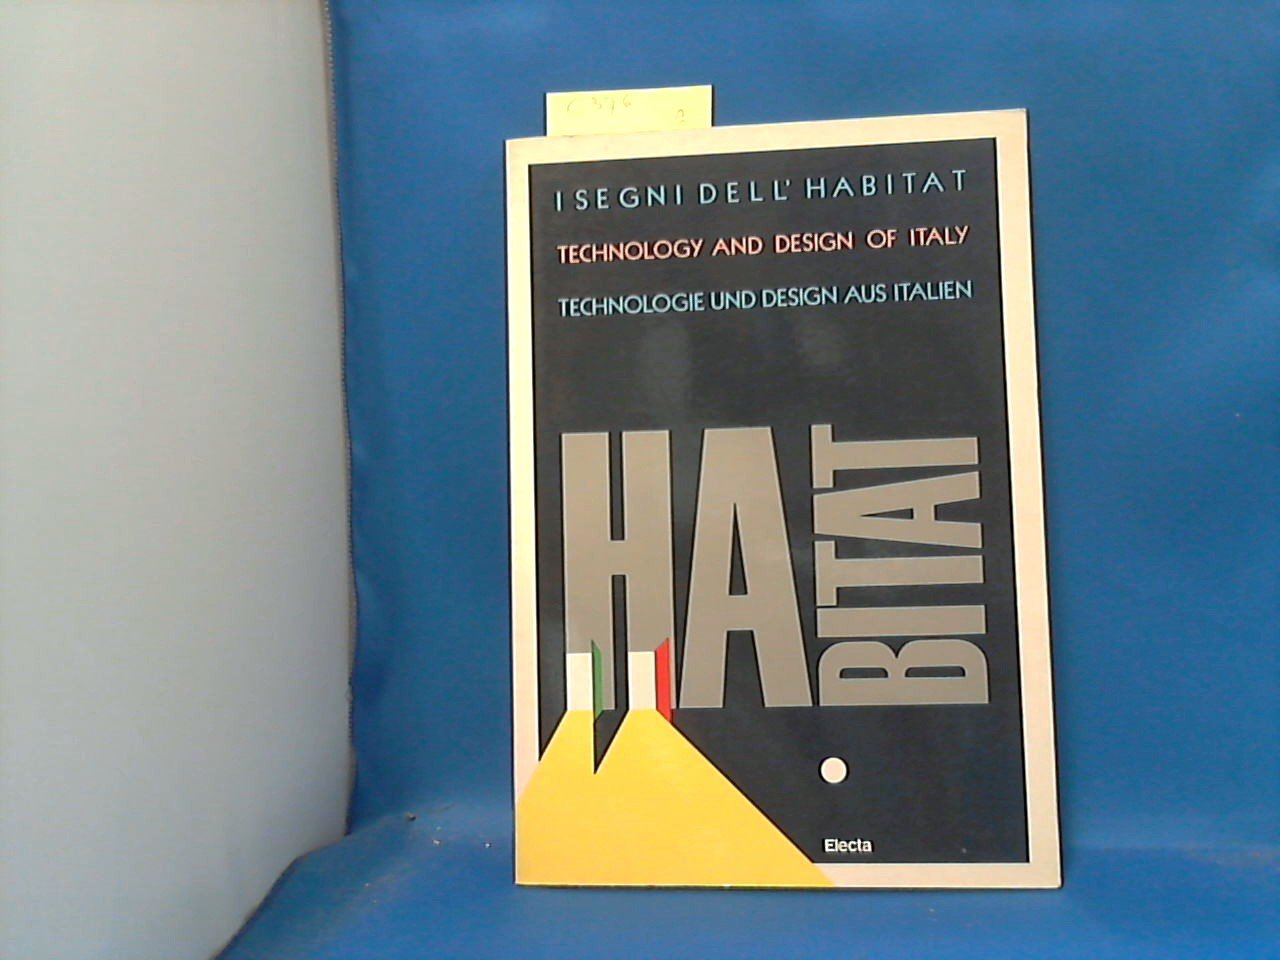 I SEGNI DELL' HABITAT
TECHNOLOGY AND DESIGN OF ITALY
TECHNOLOGIE UND DESIGN AUS ITALIEN
HA
BITAT
Electa